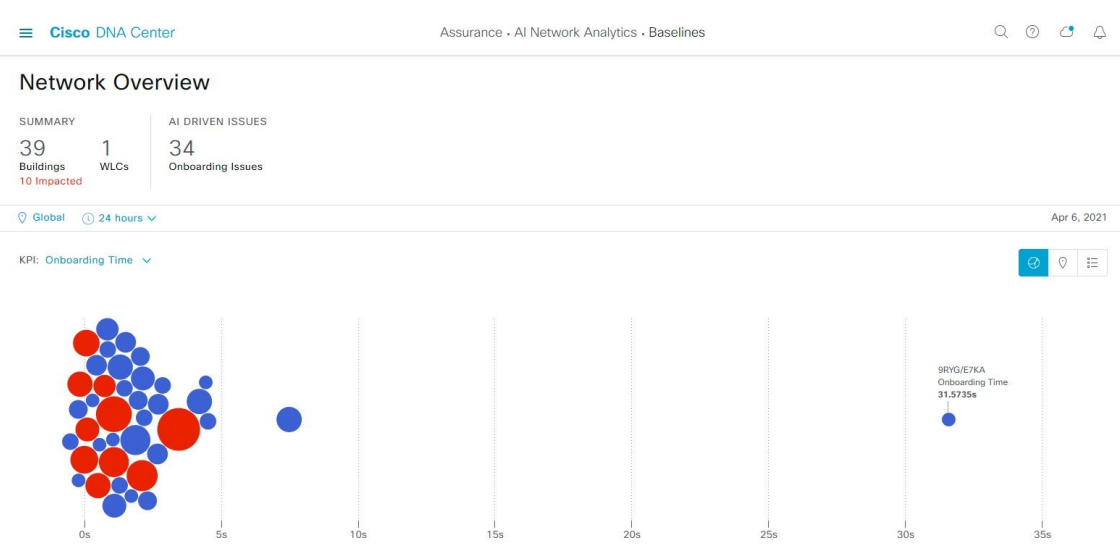 Cisco DNA Center
Assurance • AI Network Analytics • Baselines
Network Overview
SUMMARY
39
Buildings
10 Impacted
1
WLCs
AI DRIVEN ISSUES
34
Onboarding Issues
Global
24 hours
Apr 6, 2021
KPI: Onboarding Time
9RYG/E7KA
Onboarding Time
31.5735s
0s 5s 10s 15s 20s 25s 30s 35s